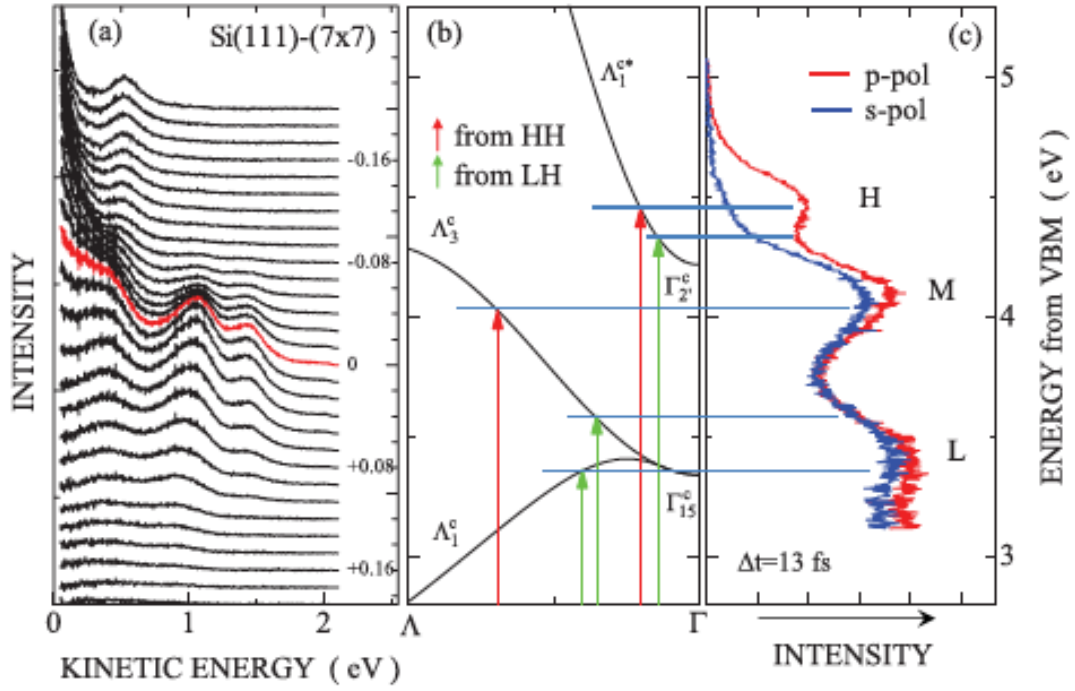 (a)
Si(111)-(7x7)
INTENSITY
-0.16
-0.08
0
+0.08
+0.16
0
1
2
KINETIC ENERGY ( eV )
(b)
Λ₁ᶜ*
from HH
from LH
Λ₃ᶜ
Γ₂'ᶜ
Γ₁₅ᶜ
Λ₁ᶜ
Λ
Γ
(c)
p-pol
s-pol
H
M
L
Δt=13 fs
INTENSITY
5
4
3
ENERGY from VBM ( eV )